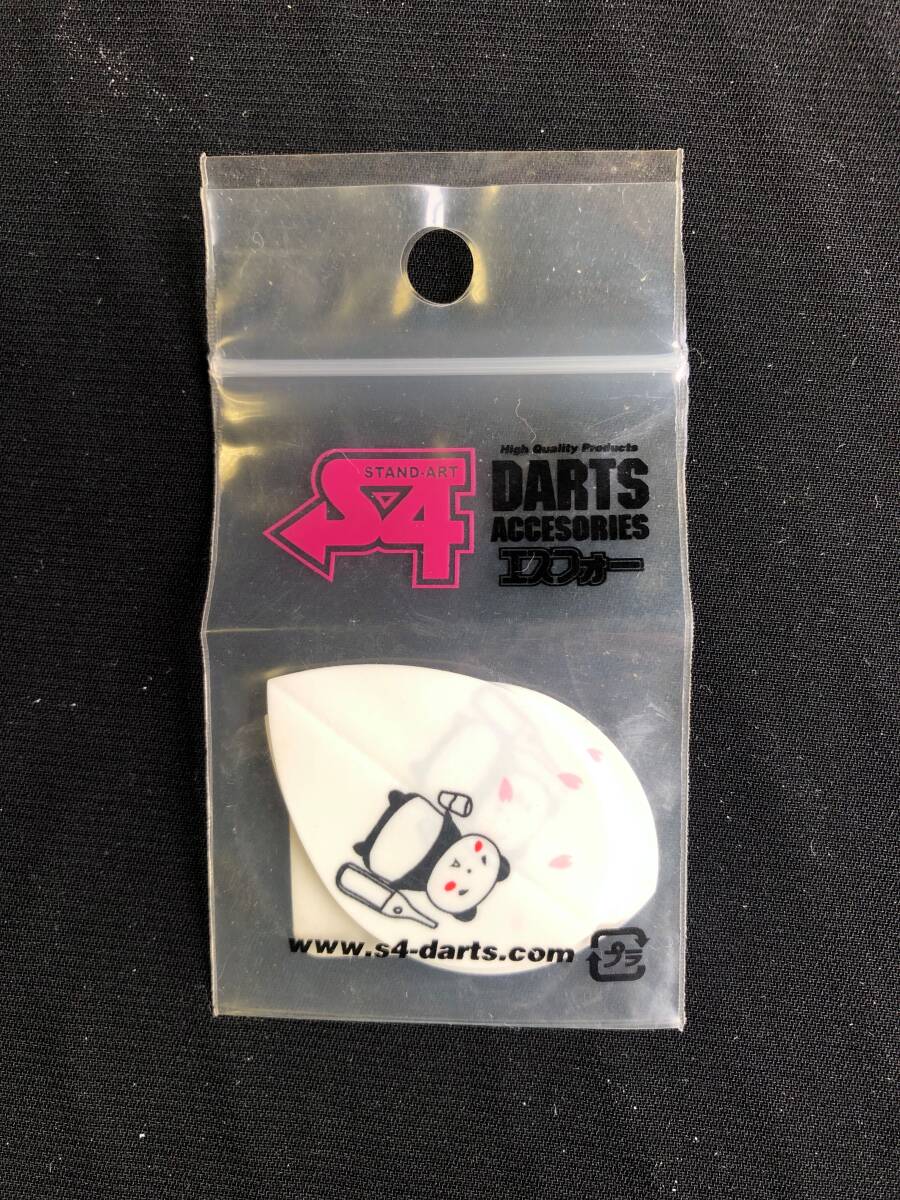 STAND-ART
S4
High Quality Products
DARTS
ACCESORIES
エスフォー
www.s4-darts.com
プラ